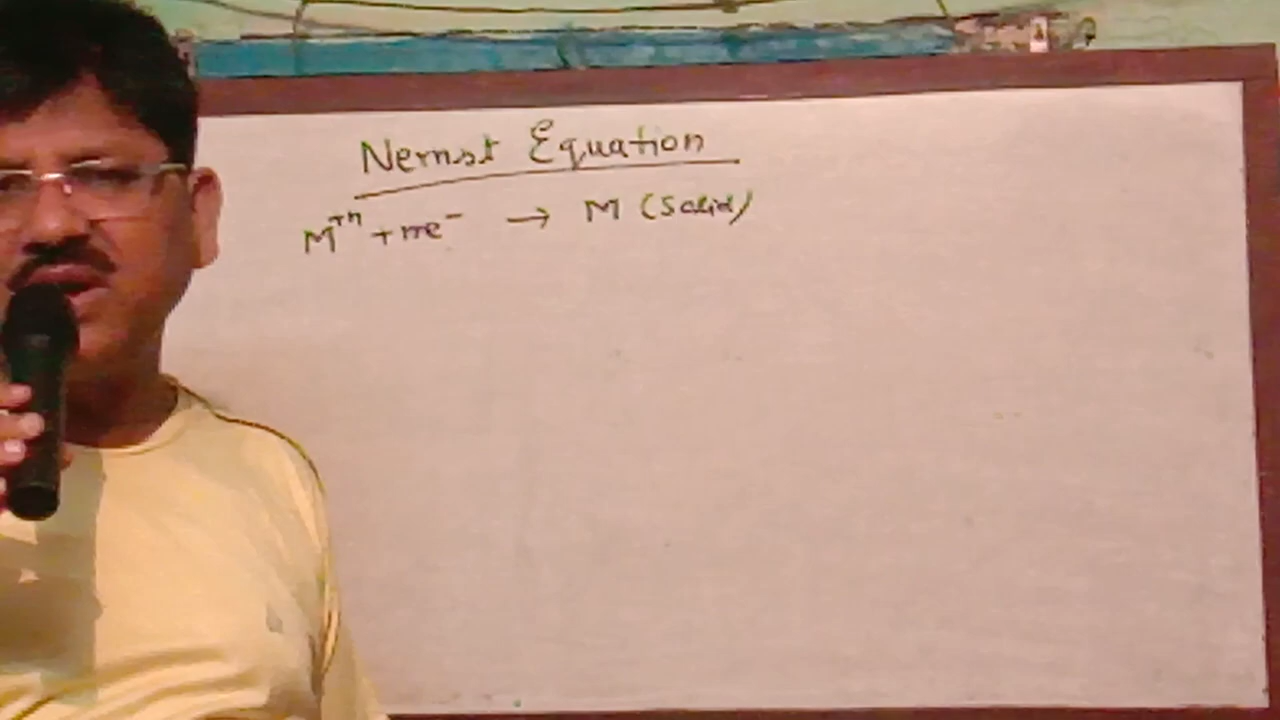 Nernst Equation
M⁺ⁿ + ne⁻ → M (Solid)